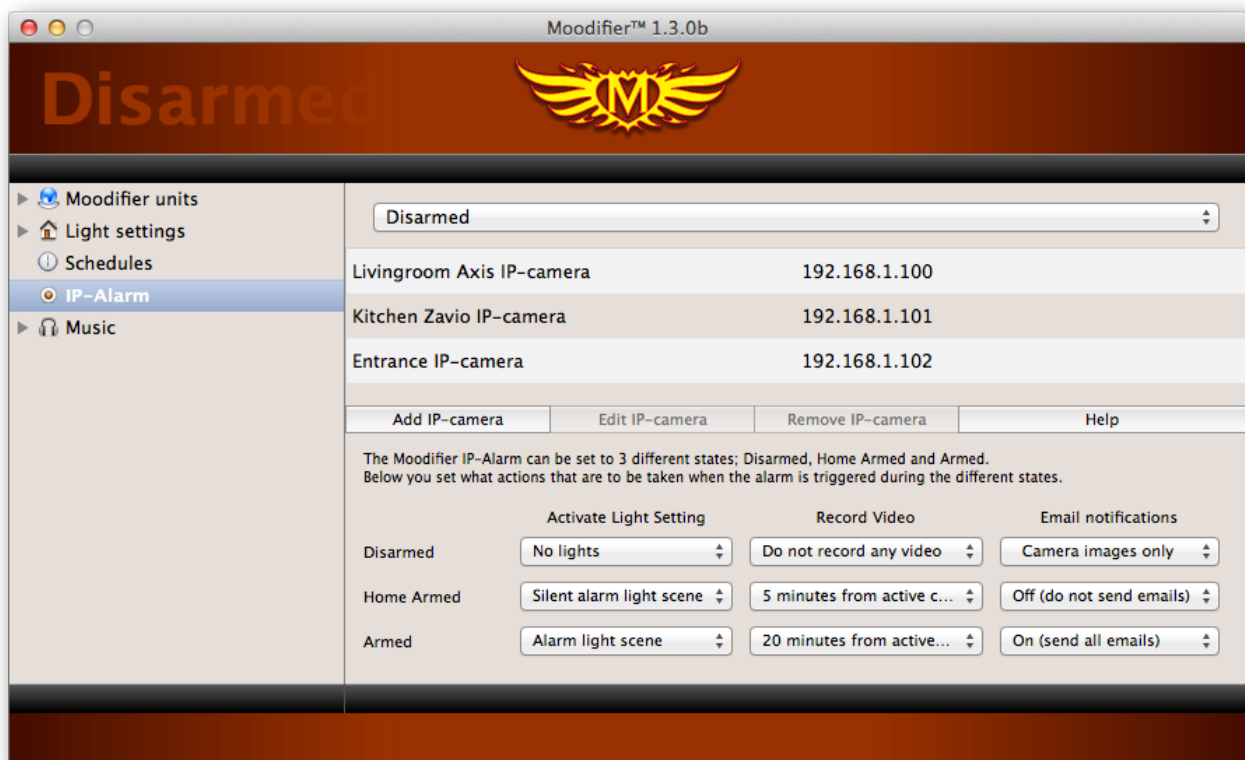 Moodifier™ 1.3.0b
Disarmed
M
Moodifier units
Light settings
Schedules
IP-Alarm
Music
Disarmed
Livingroom Axis IP-camera 192.168.1.100
Kitchen Zavio IP-camera 192.168.1.101
Entrance IP-camera 192.168.1.102
Add IP-camera Edit IP-camera Remove IP-camera Help
The Moodifier IP-Alarm can be set to 3 different states; Disarmed, Home Armed and Armed.
Below you set what actions that are to be taken when the alarm is triggered during the different states.
Activate Light Setting Record Video Email notifications
Disarmed No lights Do not record any video Camera images only
Home Armed Silent alarm light scene 5 minutes from active c... Off (do not send emails)
Armed Alarm light scene 20 minutes from active... On (send all emails)